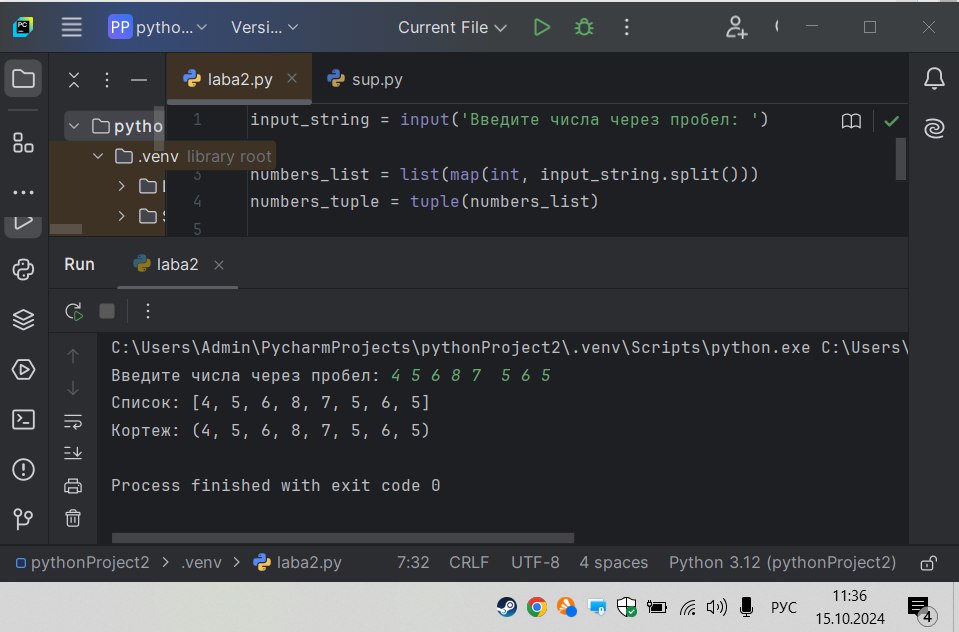 PP pytho... Versi... Current File
laba2.py sup.py
pytho
.venv library root
1 input_string = input('Введите числа через пробел: ')
3 numbers_list = list(map(int, input_string.split()))
4 numbers_tuple = tuple(numbers_list)
5
Run laba2
C:\Users\Admin\PycharmProjects\pythonProject2\.venv\Scripts\python.exe C:\Users\
Введите числа через пробел: 4 5 6 8 7  5 6 5
Список: [4, 5, 6, 8, 7, 5, 6, 5]
Кортеж: (4, 5, 6, 8, 7, 5, 6, 5)
Process finished with exit code 0
pythonProject2 > .venv > laba2.py 7:32 CRLF UTF-8 4 spaces Python 3.12 (pythonProject2)
РУС 11:36
15.10.2024 4